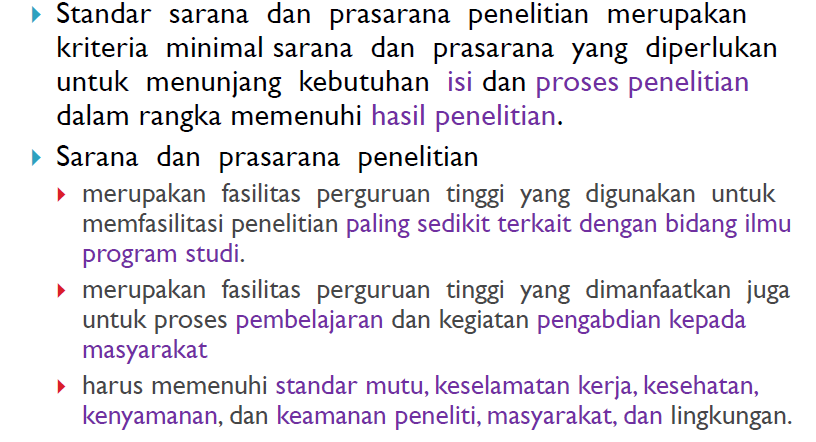 Standar sarana dan prasarana penelitian merupakan
kriteria minimal sarana dan prasarana yang diperlukan
untuk menunjang kebutuhan isi dan proses penelitian
dalam rangka memenuhi hasil penelitian.
Sarana dan prasarana penelitian
merupakan fasilitas perguruan tinggi yang digunakan untuk
memfasilitasi penelitian paling sedikit terkait dengan bidang ilmu
program studi.
merupakan fasilitas perguruan tinggi yang dimanfaatkan juga
untuk proses pembelajaran dan kegiatan pengabdian kepada
masyarakat
harus memenuhi standar mutu, keselamatan kerja, kesehatan,
kenyamanan, dan keamanan peneliti, masyarakat, dan lingkungan.